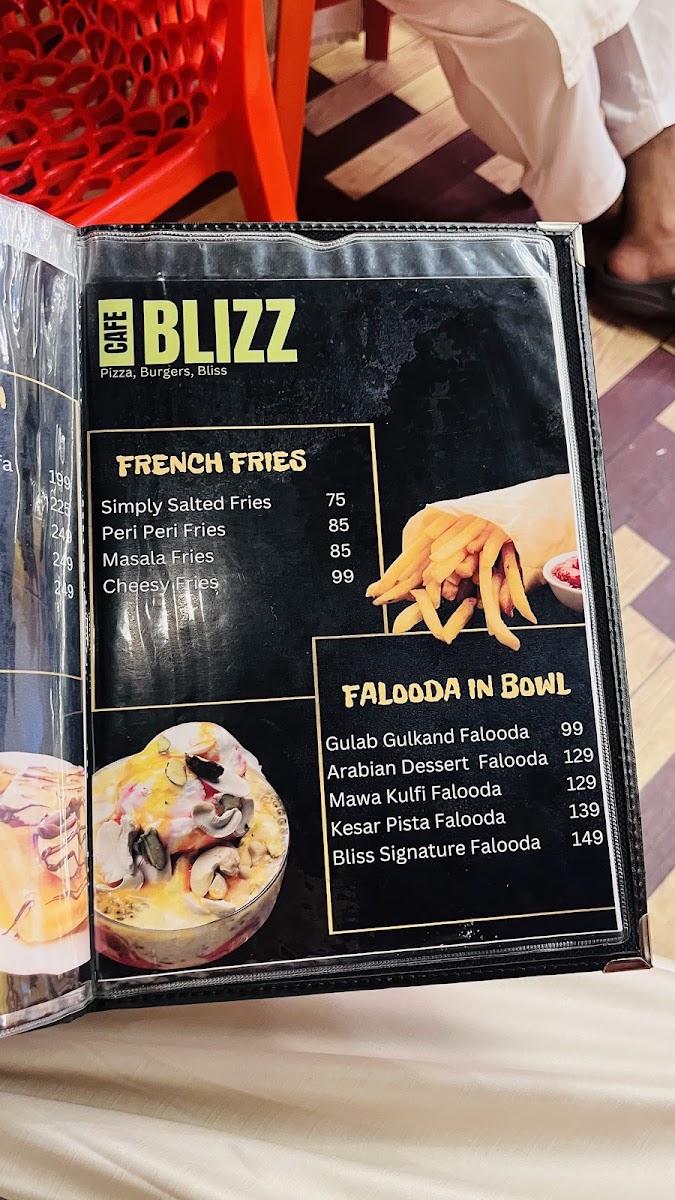 CAFE
BLIZZ
Pizza, Burgers, Bliss
FRENCH FRIES
Simply Salted Fries 75
Peri Peri Fries 85
Masala Fries 85
Cheesy Fries 99
FALOODA IN BOWL
Gulab Gulkand Falooda 99
Arabian Dessert Falooda 129
Mawa Kulfi Falooda 129
Kesar Pista Falooda 139
Bliss Signature Falooda 149
199
225
249
249
249